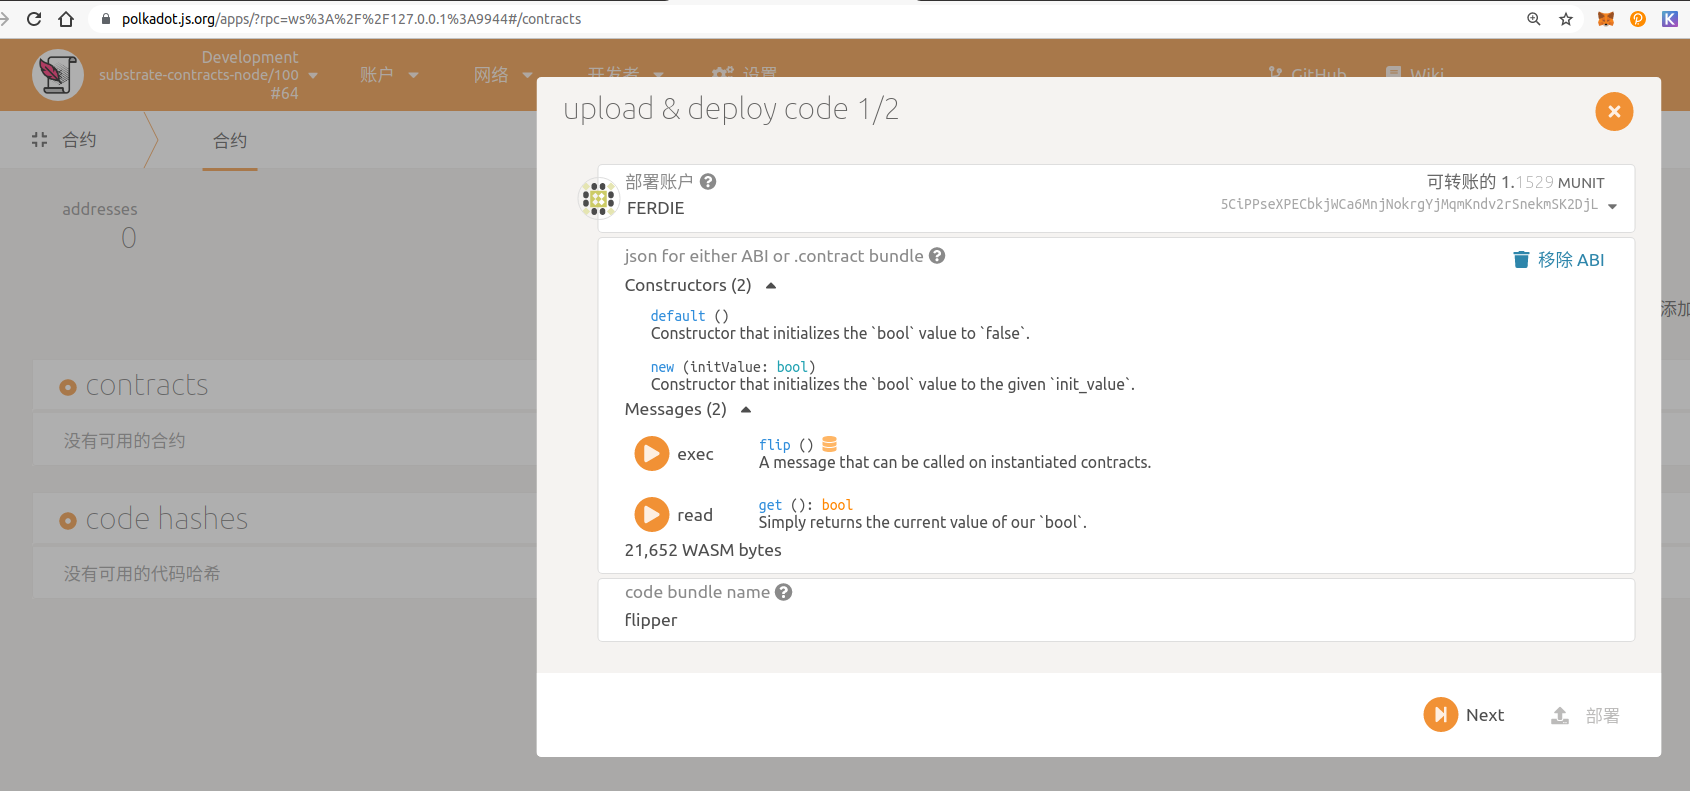 polkadot.js.org/apps/?rpc=ws%3A%2F%2F127.0.0.1%3A9944#/contracts
Development
substrate-contracts-node/100
#64
账户
网络
开发者
设置
GitHub
Wiki
合约
合约
addresses
0
添加
contracts
没有可用的合约
code hashes
没有可用的代码哈希
upload & deploy code 1/2
部署账户
FERDIE
可转账的 1.1529 MUNIT
5CiPPseXPECbkjWCa6MnjNokrgYjMqmKndv2rSnekmSK2DjL
json for either ABI or .contract bundle
移除 ABI
Constructors (2)
default ()
Constructor that initializes the `bool` value to `false`.
new (initValue: bool)
Constructor that initializes the `bool` value to the given `init_value`.
Messages (2)
exec
flip ()
A message that can be called on instantiated contracts.
read
get (): bool
Simply returns the current value of our `bool`.
21,652 WASM bytes
code bundle name
flipper
Next
部署